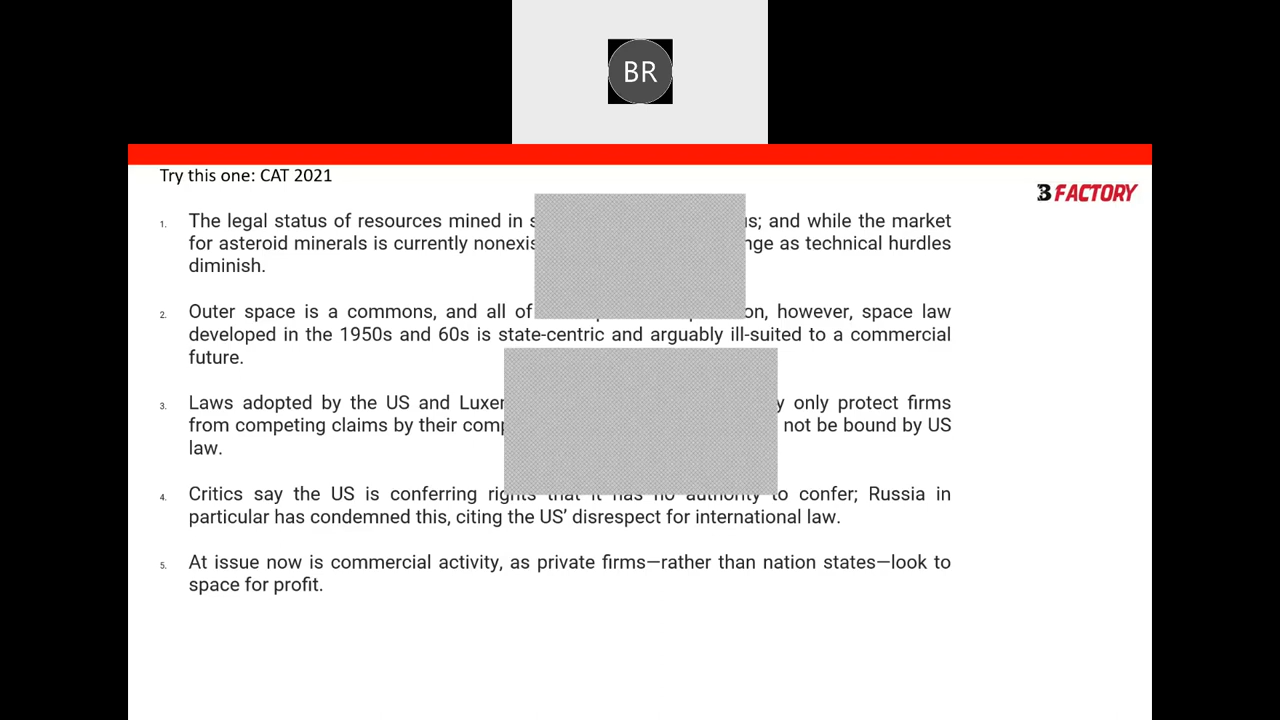 BR
Try this one: CAT 2021
3 FACTORY
1. The legal status of resources mined in us; and while the market
for asteroid minerals is currently as technical hurdles
diminish.
2. Outer space is a commons, and all of however, space law
developed in the 1950s and 60s is state-centric and arguably ill-suited to a commercial
future.
3. Laws adopted by the US and only protect firms
from competing claims by their not be bound by US
law.
4. Critics say the US is conferring rights that it has no authority to confer; Russia in
particular has condemned this, citing the US’ disrespect for international law.
5. At issue now is commercial activity, as private firms—rather than nation states—look to
space for profit.